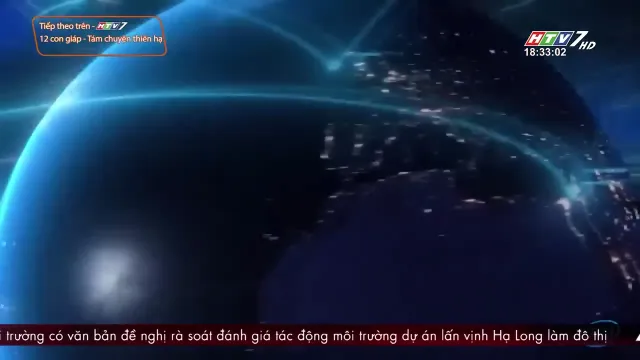 Tiếp theo trên - HTV7
12 con giáp - Tám chuyện thiên hạ
HTV7 HD
18:33:02
trường có văn bản đề nghị rà soát đánh giá tác động môi trường dự án lấn vịnh Hạ Long làm đô thị